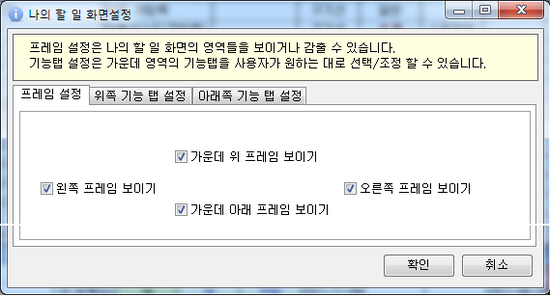 나의 할 일 화면설정
프레임 설정은 나의 할 일 화면의 영역들을 보이거나 감출 수 있습니다.
기능탭 설정은 가운데 영역의 기능탭을 사용자가 원하는 대로 선택/조정 할 수 있습니다.
프레임 설정 위쪽 기능 탭 설정 아래쪽 기능 탭 설정
가운데 위 프레임 보이기
왼쪽 프레임 보이기 오른쪽 프레임 보이기
가운데 아래 프레임 보이기
확인 취소